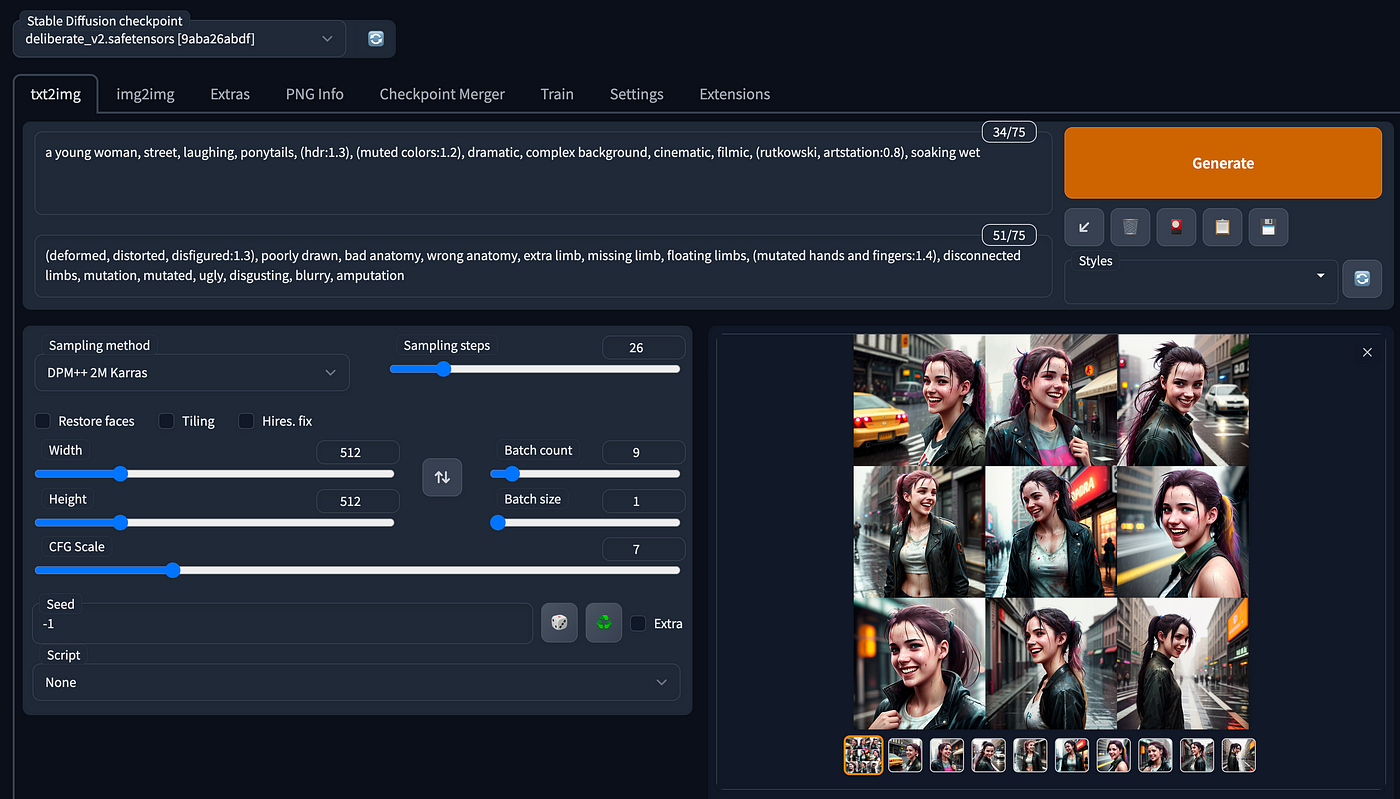 Stable Diffusion checkpoint
deliberate_v2.safetensors [9aba26abdf]
txt2img
img2img
Extras
PNG Info
Checkpoint Merger
Train
Settings
Extensions
34/75
a young woman, street, laughing, ponytails, (hdr:1.3), (muted colors:1.2), dramatic, complex background, cinematic, filmic, (rutkowski, artstation:0.8), soaking wet
Generate
51/75
(deformed, distorted, disfigured:1.3), poorly drawn, bad anatomy, wrong anatomy, extra limb, missing limb, floating limbs, (mutated hands and fingers:1.4), disconnected
limbs, mutation, mutated, ugly, disgusting, blurry, amputation
Styles
Sampling method
DPM++ 2M Karras
Sampling steps
26
Restore faces
Tiling
Hires. fix
Width
512
Batch count
9
Height
512
Batch size
1
CFG Scale
7
Seed
-1
Extra
Script
None